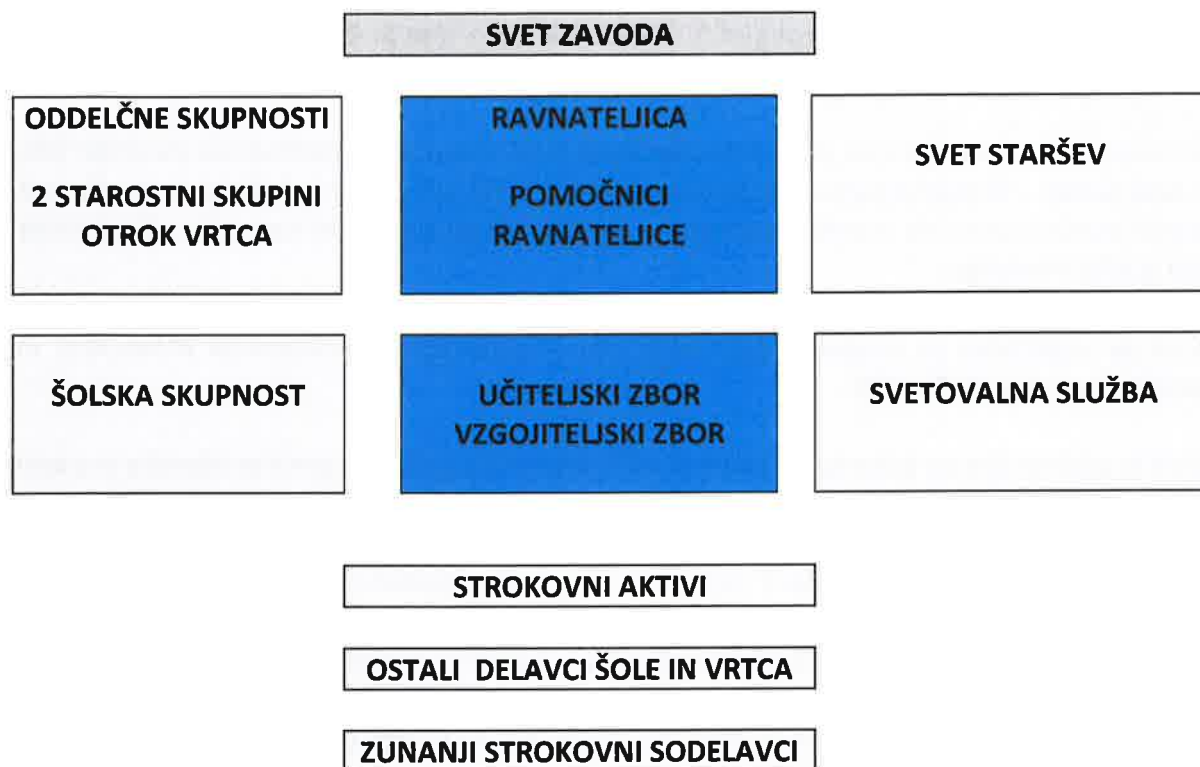 SVET ZAVODA
ODDELČNE SKUPNOSTI
2 STAROSTNI SKUPINI
OTROK VRTCA
RAVNATELJICA
POMOČNICI
RAVNATELJICE
SVET STARŠEV
ŠOLSKA SKUPNOST
UČITELJSKI ZBOR
VZGOJITELJSKI ZBOR
SVETOVALNA SLUŽBA
STROKOVNI AKTIVI
OSTALI DELAVCI ŠOLE IN VRTCA
ZUNANJI STROKOVNI SODELAVCI